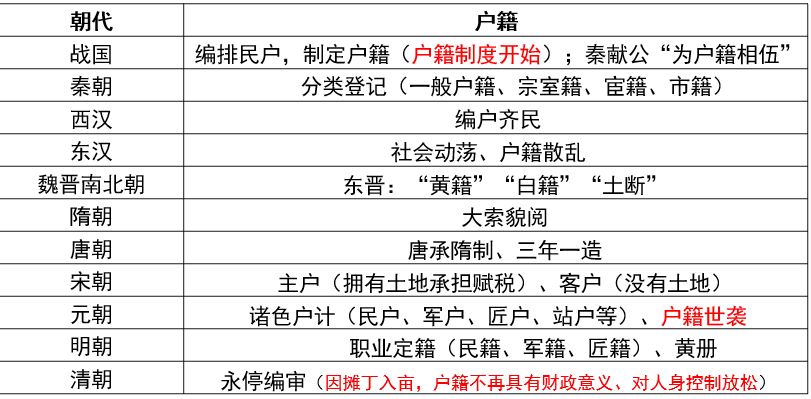 朝代 户籍
战国 编排民户，制定户籍（户籍制度开始）；秦献公“为户籍相伍”
秦朝 分类登记（一般户籍、宗室籍、宦籍、市籍）
西汉 编户齐民
东汉 社会动荡、户籍散乱
魏晋南北朝 东晋：“黄籍”“白籍”“土断”
隋朝 大索貌阅
唐朝 唐承隋制、三年一造
宋朝 主户（拥有土地承担赋税）、客户（没有土地）
元朝 诸色户计（民户、军户、匠户、站户等）、户籍世袭
明朝 职业定籍（民籍、军籍、匠籍）、黄册
清朝 永停编审（因摊丁入亩，户籍不再具有财政意义、对人身控制放松）